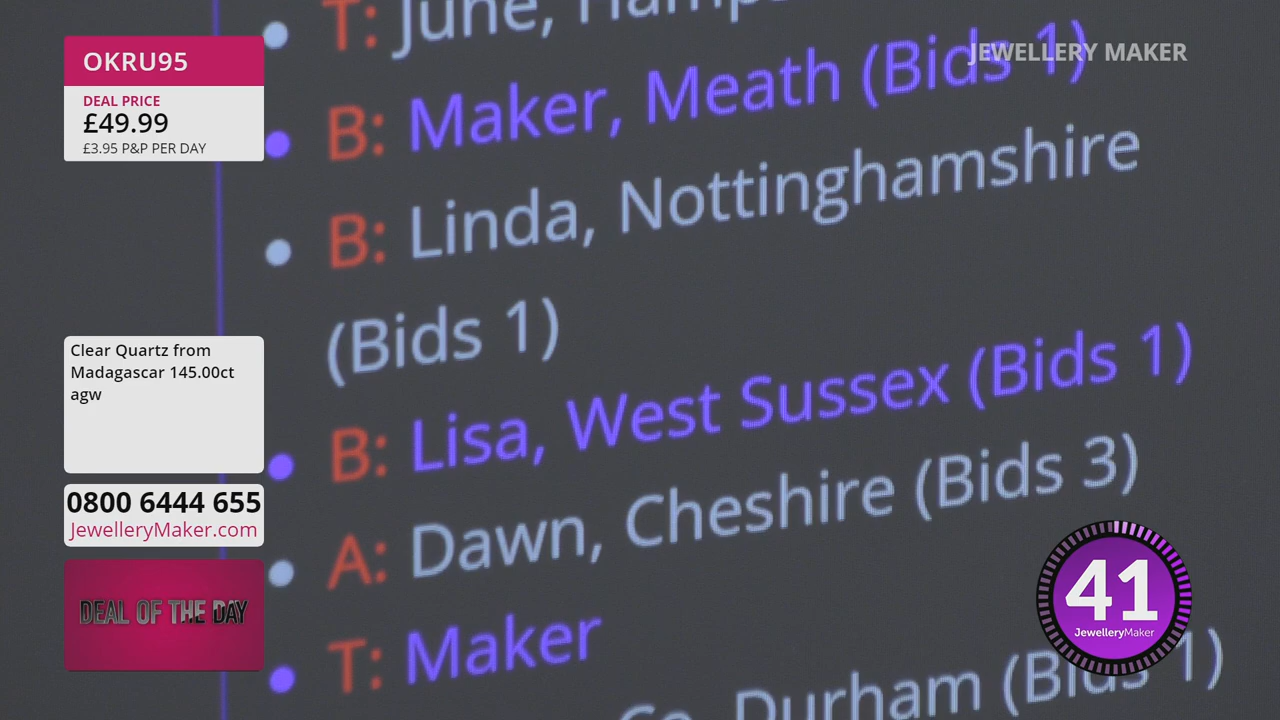 OKRU95
DEAL PRICE
£49.99
£3.95 P&P PER DAY
JEWELLERY MAKER
T: June,
B: Maker, Meath (Bids 1)
B: Linda, Nottinghamshire
(Bids 1)
B: Lisa, West Sussex (Bids 1)
A: Dawn, Cheshire (Bids 3)
T: Maker
Co. Durham (Bids 1)
Clear Quartz from
Madagascar 145.00ct
agw
0800 6444 655
JewelleryMaker.com
DEAL OF THE DAY
41
JewelleryMaker